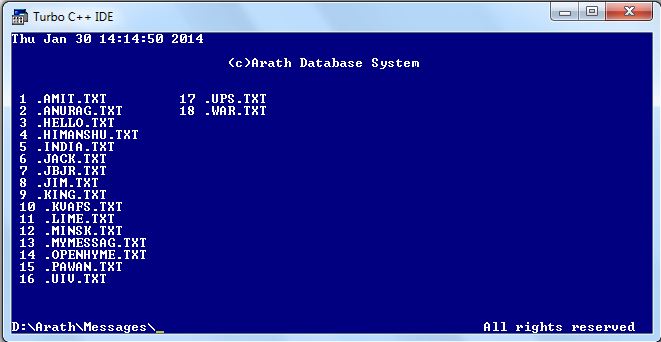 Turbo C++ IDE
Thu Jan 30 14:14:50 2014
(c)Arath Database System
1 .AMIT.TXT 17 .UPS.TXT
2 .ANURAG.TXT 18 .WAR.TXT
3 .HELLO.TXT
4 .HIMANSHU.TXT
5 .INDIA.TXT
6 .JACK.TXT
7 .JBJR.TXT
8 .JIM.TXT
9 .KING.TXT
10 .KVAFS.TXT
11 .LIME.TXT
12 .MINSK.TXT
13 .MYMESSAG.TXT
14 .OPENHYME.TXT
15 .PAWAN.TXT
16 .UIV.TXT
D:\Arath\Messages\_ All rights reserved